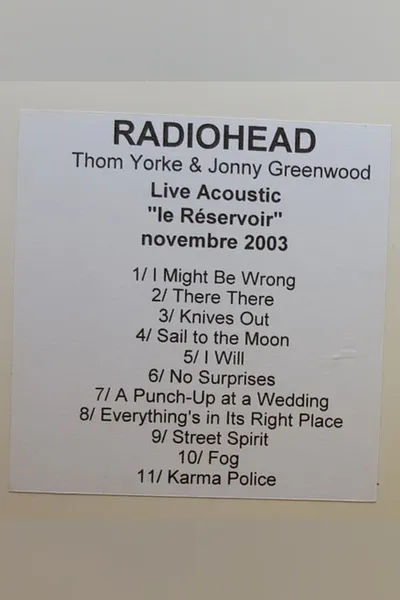 RADIOHEAD
Thom Yorke & Jonny Greenwood
Live Acoustic
"le Réservoir"
novembre 2003
1/ I Might Be Wrong
2/ There There
3/ Knives Out
4/ Sail to the Moon
5/ I Will
6/ No Surprises
7/ A Punch-Up at a Wedding
8/ Everything's in Its Right Place
9/ Street Spirit
10/ Fog
11/ Karma Police